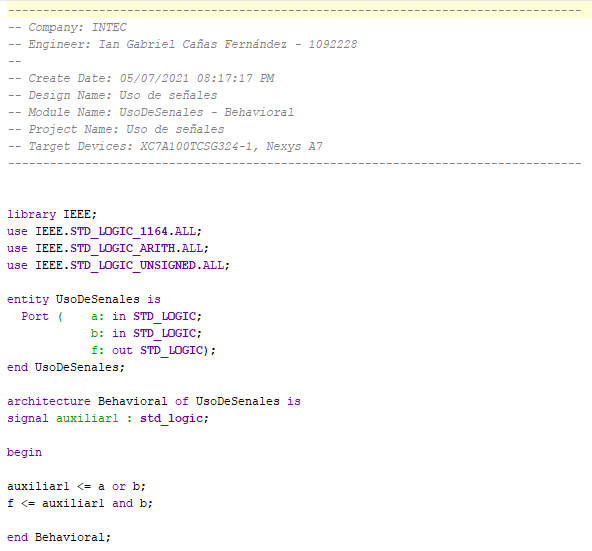 --------------------------------------------------------------------------------
-- Company: INTEC
-- Engineer: Ian Gabriel Cañas Fernández - 1092228
--
-- Create Date: 05/07/2021 08:17:17 PM
-- Design Name: Uso de señales
-- Module Name: UsoDeSenales - Behavioral
-- Project Name: Uso de señales
-- Target Devices: XC7A100TCSG324-1, Nexys A7
--------------------------------------------------------------------------------
library IEEE;
use IEEE.STD_LOGIC_1164.ALL;
use IEEE.STD_LOGIC_ARITH.ALL;
use IEEE.STD_LOGIC_UNSIGNED.ALL;
entity UsoDeSenales is
  Port (    a: in STD_LOGIC;
            b: in STD_LOGIC;
            f: out STD_LOGIC);
end UsoDeSenales;
architecture Behavioral of UsoDeSenales is
signal auxiliar1 : std_logic;
begin
auxiliar1 <= a or b;
f <= auxiliar1 and b;
end Behavioral;